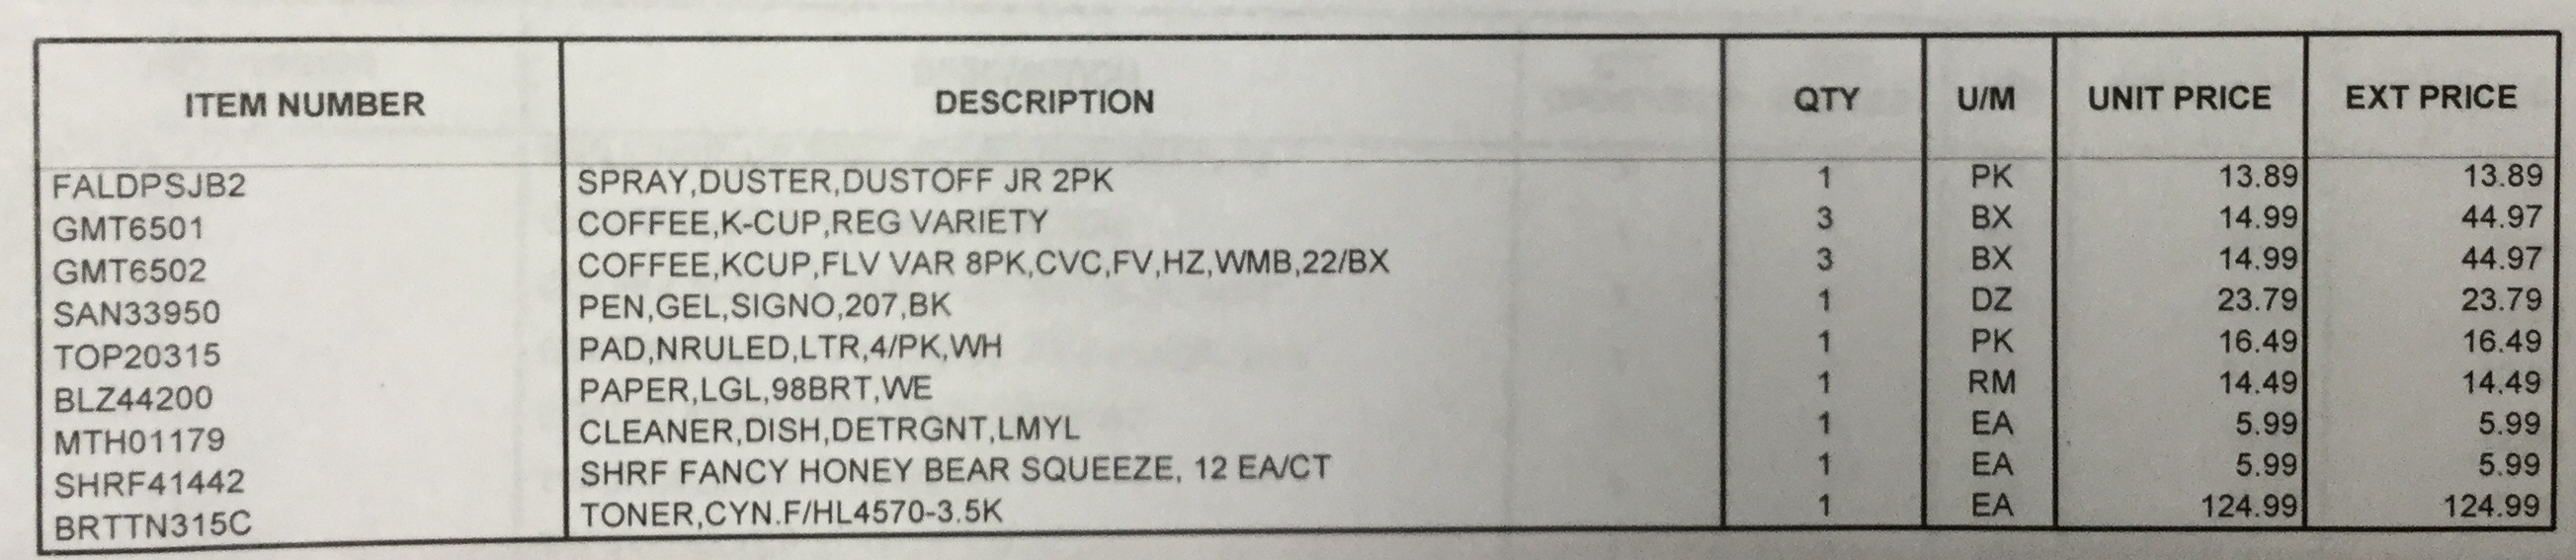 ITEM NUMBER DESCRIPTION QTY U/M UNIT PRICE EXT PRICE
FALDPSJB2 SPRAY,DUSTER,DUSTOFF JR 2PK 1 PK 13.89 13.89
GMT6501 COFFEE,K-CUP,REG VARIETY 3 BX 14.99 44.97
GMT6502 COFFEE,KCUP,FLV VAR 8PK,CVC,FV,HZ,WMB,22/BX 3 BX 14.99 44.97
SAN33950 PEN,GEL,SIGNO,207,BK 1 DZ 23.79 23.79
TOP20315 PAD,NRULED,LTR,4/PK,WH 1 PK 16.49 16.49
BLZ44200 PAPER,LGL,98BRT,WE 1 RM 14.49 14.49
MTH01179 CLEANER,DISH,DETRGNT,LMYL 1 EA 5.99 5.99
SHRF41442 SHRF FANCY HONEY BEAR SQUEEZE, 12 EA/CT 1 EA 5.99 5.99
BRTTN315C TONER,CYN.F/HL4570-3.5K 1 EA 124.99 124.99